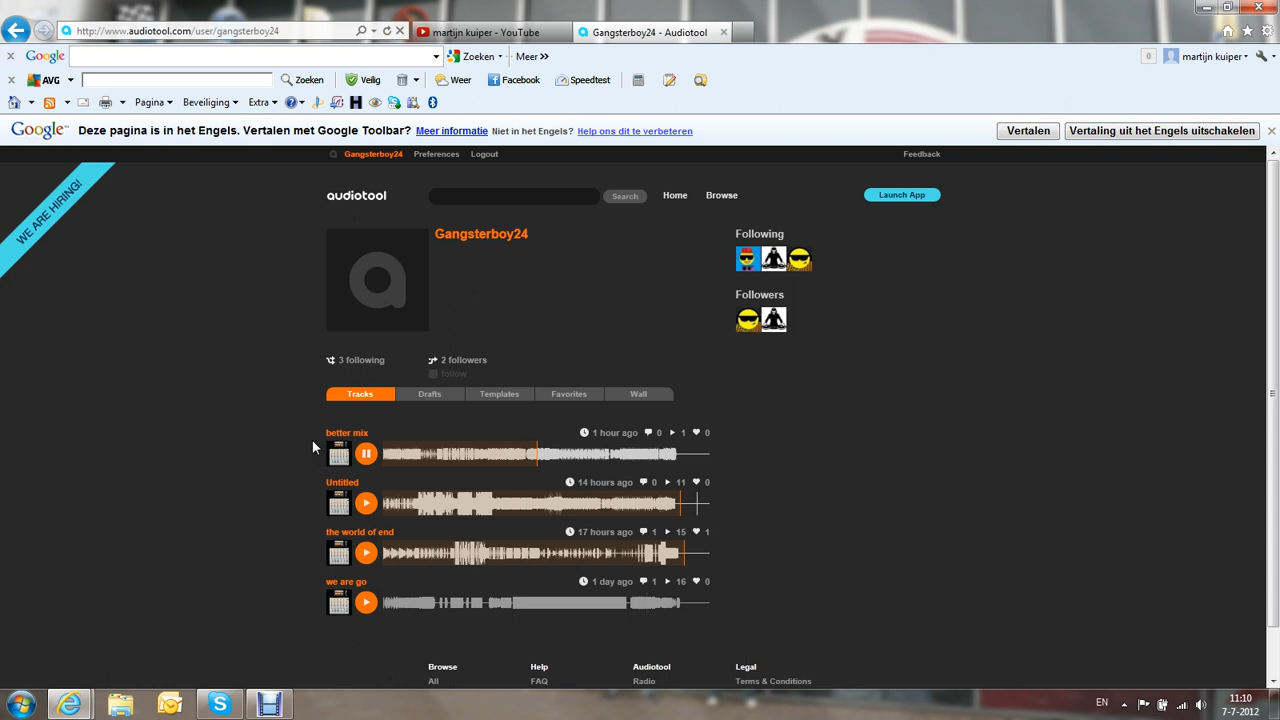 http://www.audiotool.com/user/gangsterboy24
martijn kuiper - YouTube
Gangsterboy24 - Audiotool
Google
Zoeken
Meer »
0
martijn kuiper
AVG
Zoeken
Veilig
Weer
Facebook
Speedtest
Pagina
Beveiliging
Extra
Google™ Deze pagina is in het Engels. Vertalen met Google Toolbar? Meer informatie Niet in het Engels? Help ons dit te verbeteren
Vertalen
Vertaling uit het Engels uitschakelen
WE ARE HIRING!
Gangsterboy24 Preferences Logout
Feedback
audiotool
Search
Home
Browse
Launch App
Gangsterboy24
Following
Followers
3 following
2 followers
follow
Tracks
Drafts
Templates
Favorites
Wall
better mix
1 hour ago 0 1 0
Untitled
14 hours ago 0 11 0
the world of end
17 hours ago 1 15 1
we are go
1 day ago 1 16 0
Browse
Help
Audiotool
Legal
All
FAQ
Radio
Terms & Conditions
EN
11:10
7-7-2012